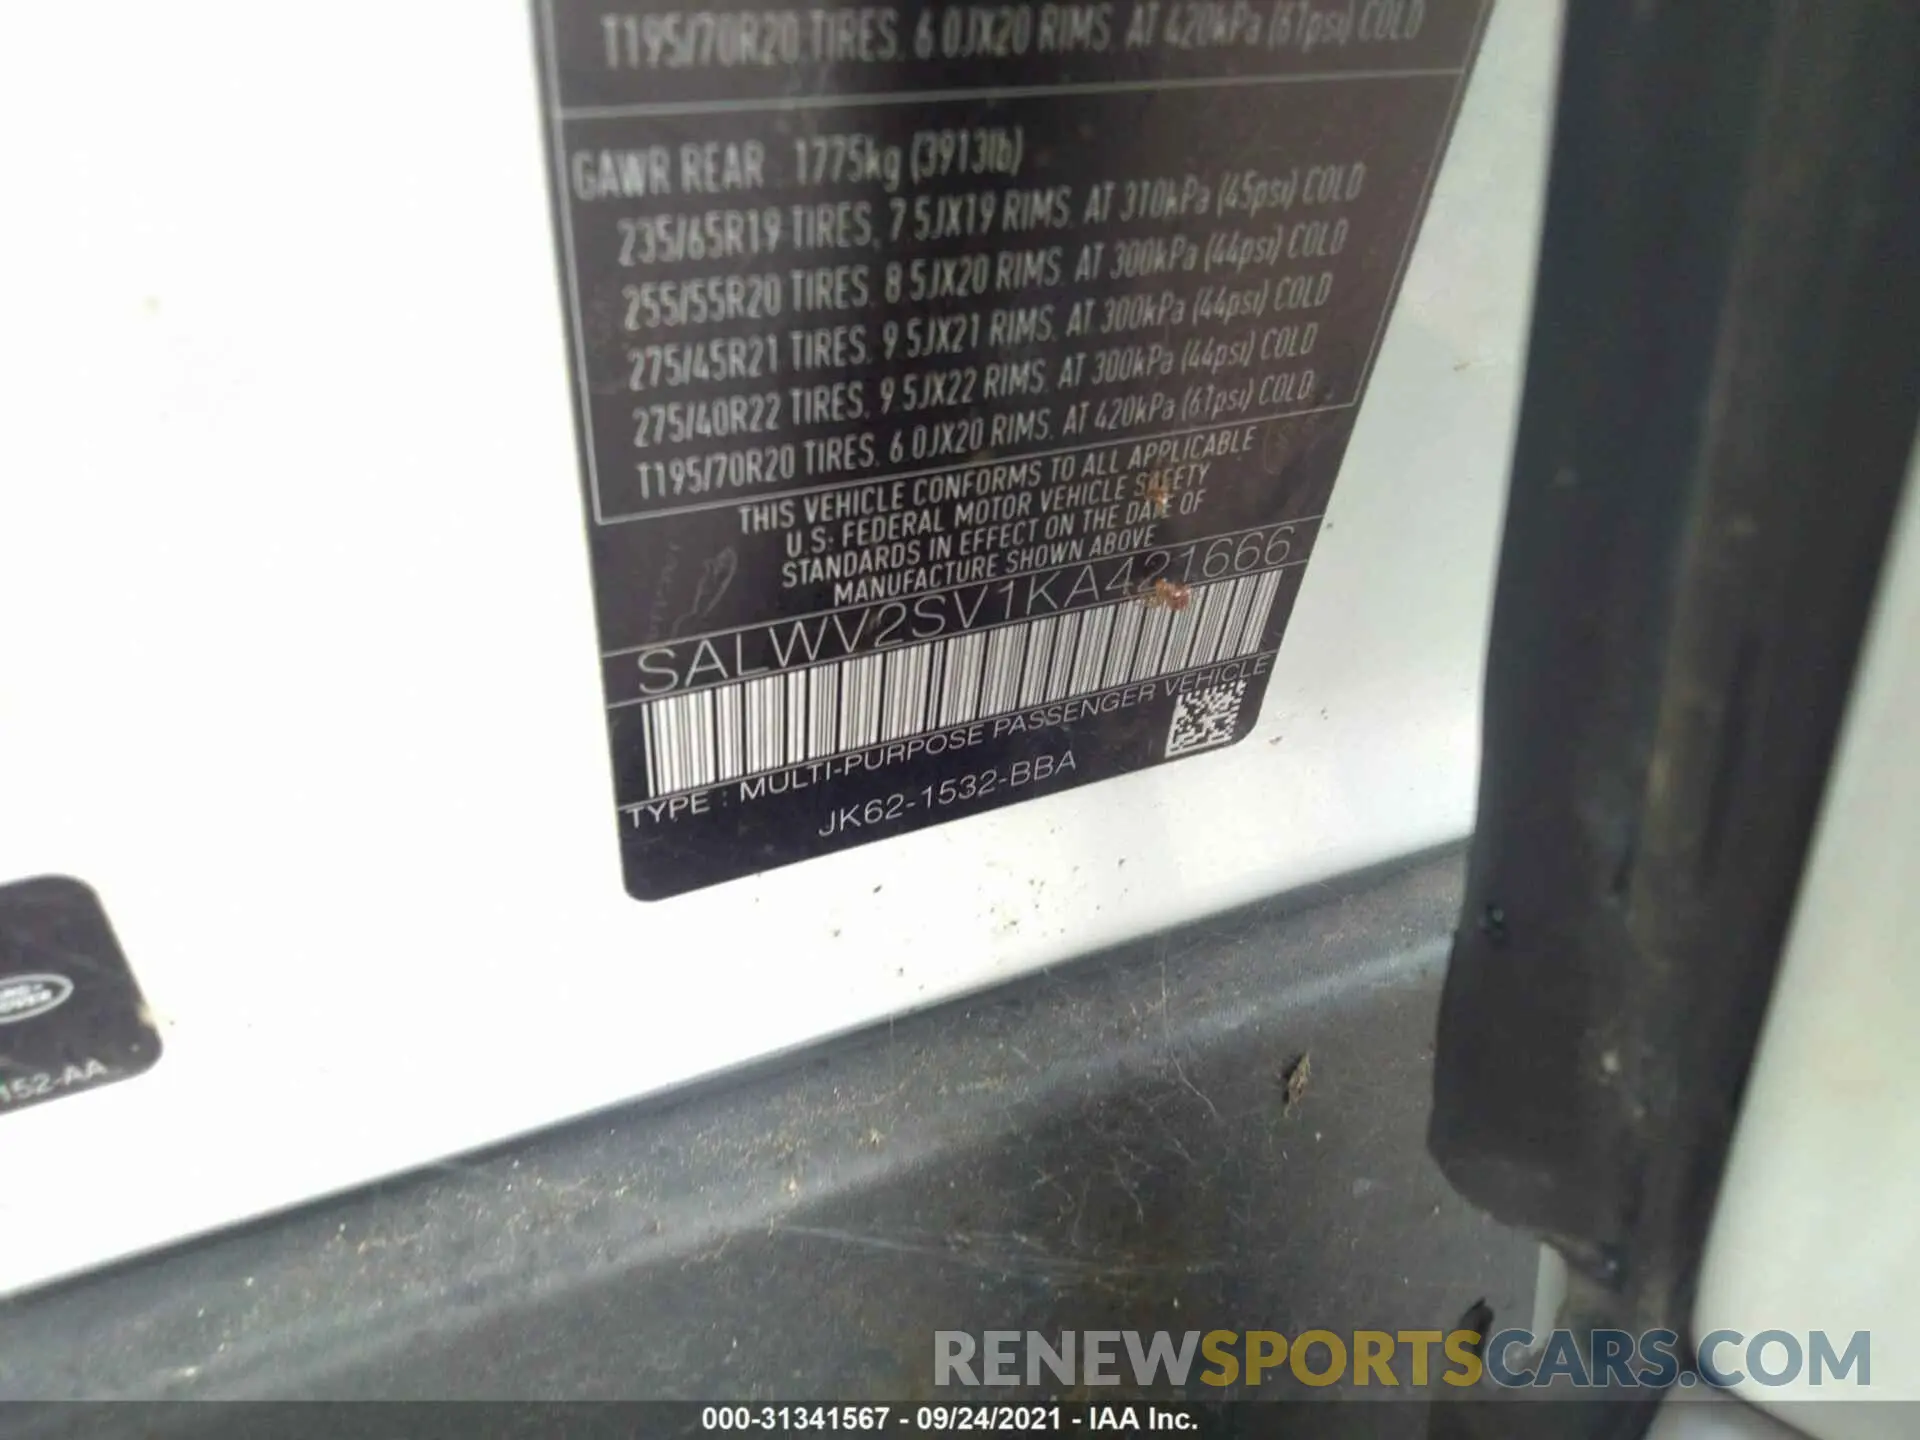 T195/70R20 TIRES. 6.0JX20 RIMS. AT 420kPa (61psi) COLD
GAWR REAR 1775kg (3913lb)
235/65R19 TIRES, 7.5JX19 RIMS. AT 310kPa (45psi) COLD
255/55R20 TIRES. 8.5JX20 RIMS. AT 300kPa (44psi) COLD
275/45R21 TIRES. 9.5JX21 RIMS. AT 300kPa (44psi) COLD
275/40R22 TIRES. 9.5JX22 RIMS. AT 300kPa (44psi) COLD
T195/70R20 TIRES. 6.0JX20 RIMS. AT 420kPa (61psi) COLD
THIS VEHICLE CONFORMS TO ALL APPLICABLE
U.S. FEDERAL MOTOR VEHICLE SAFETY
STANDARDS IN EFFECT ON THE DATE OF
MANUFACTURE SHOWN ABOVE
SALWV2SV1KA421666
TYPE : MULTI-PURPOSE PASSENGER VEHICLE
JK62-1532-BBA
152-AA
RENEWSPORTSCARS.COM
000-31341567 - 09/24/2021 - IAA Inc.